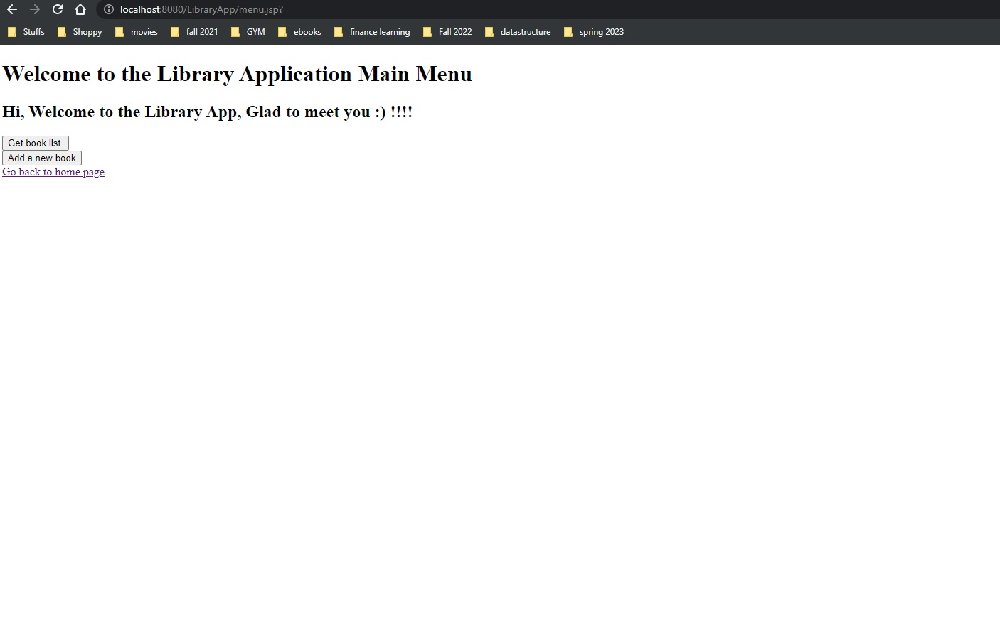 localhost:8080/LibraryApp/menu.jsp?
Stuffs Shoppy movies fall 2021 GYM ebooks finance learning Fall 2022 datastructure spring 2023
Welcome to the Library Application Main Menu
Hi, Welcome to the Library App, Glad to meet you :) !!!!
Get book list
Add a new book
Go back to home page